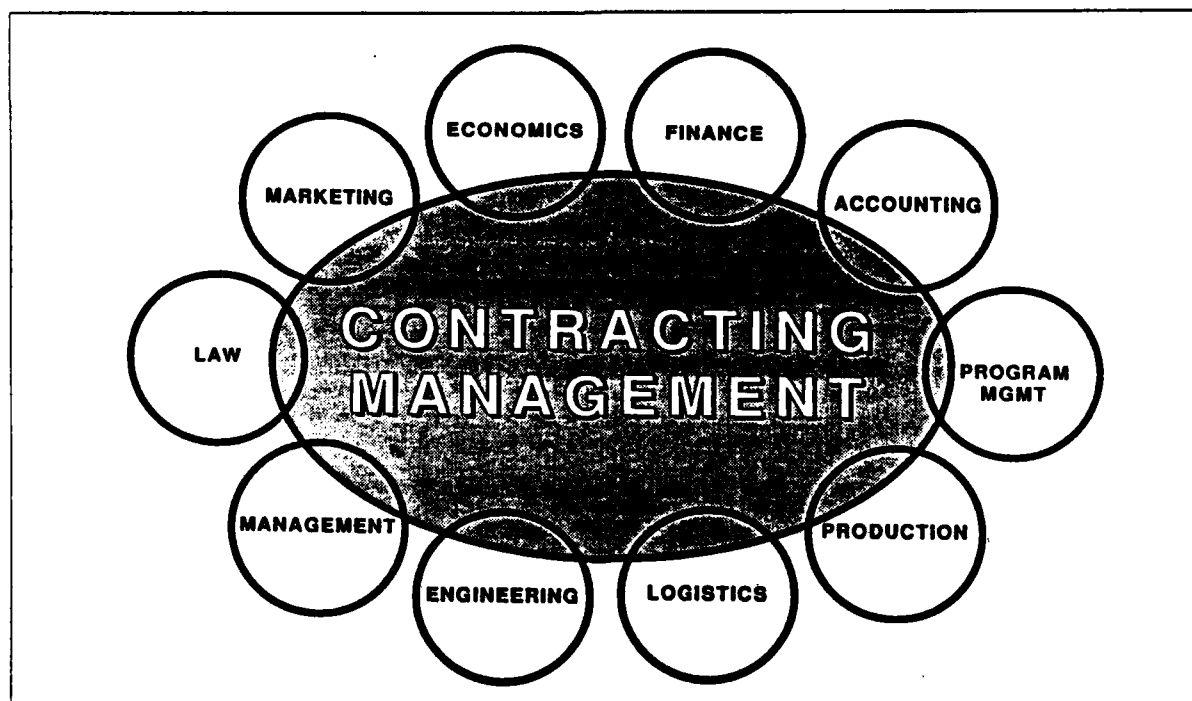 ECONOMICS
FINANCE
MARKETING
ACCOUNTING
LAW
CONTRACTING
MANAGEMENT
PROGRAM
MGMT
MANAGEMENT
PRODUCTION
ENGINEERING
LOGISTICS